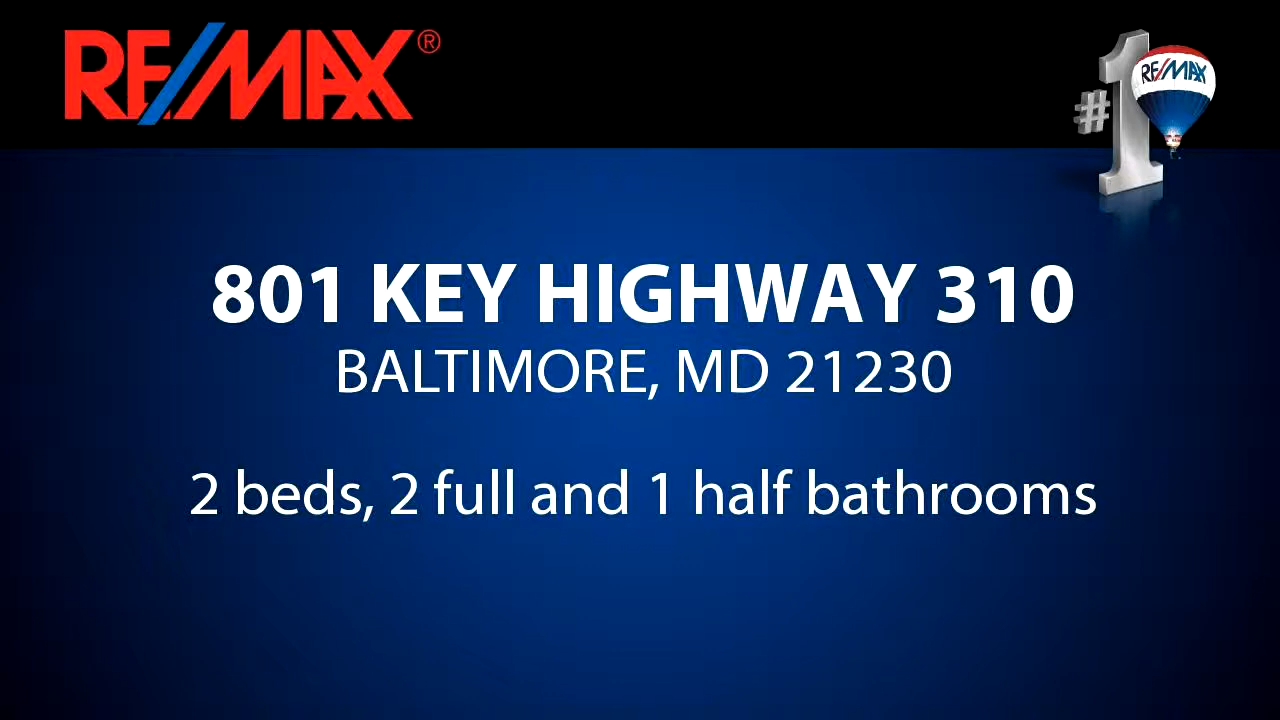 RE/MAX®
#1
RE/MAX
801 KEY HIGHWAY 310
BALTIMORE, MD 21230
2 beds, 2 full and 1 half bathrooms